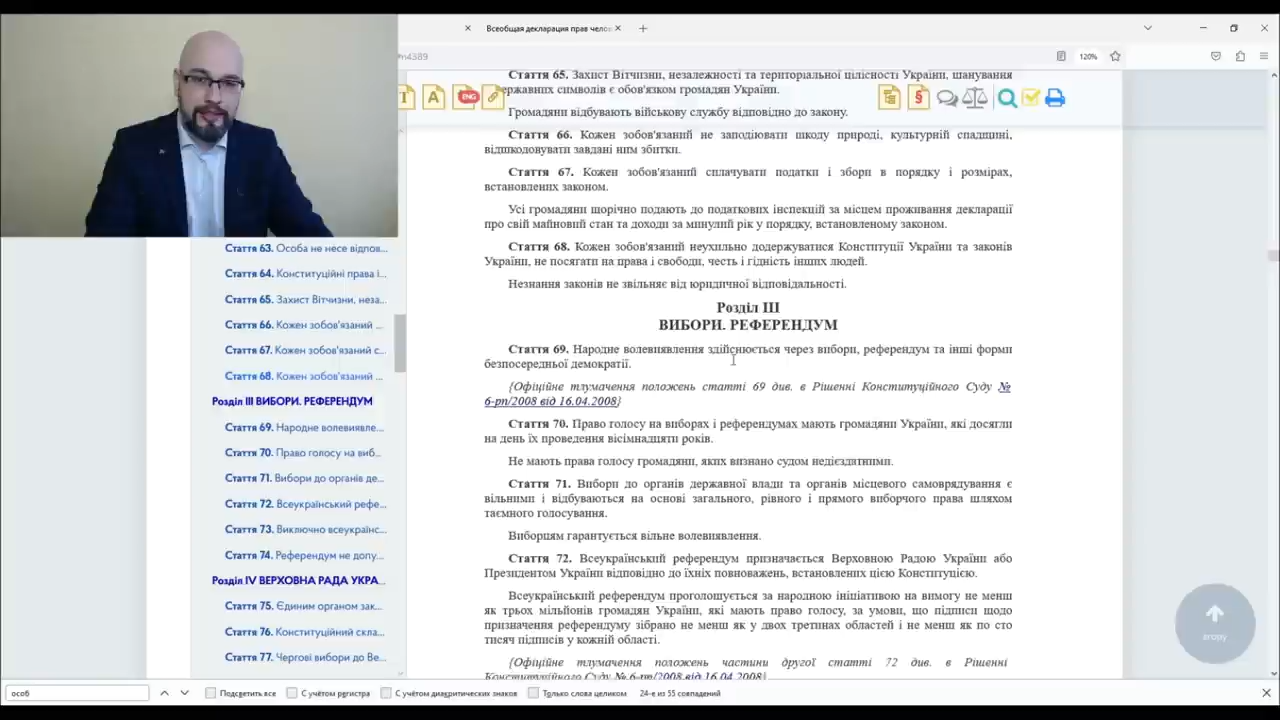 Всеобщая декларация прав чело
n4389
120%
T A ENG
Стаття 65. Захист Вітчизни, незалежності та територіальної цілісності України, шанування
державних символів є обов'язком громадян України.
Громадяни відбувають військову службу відповідно до закону.
Стаття 66. Кожен зобов'язаний не заподіювати шкоду природі, культурній спадщині,
відшкодовувати завдані ним збитки.
Стаття 67. Кожен зобов'язаний сплачувати податки і збори в порядку і розмірах,
встановлених законом.
Усі громадяни щорічно подають до податкових інспекцій за місцем проживання декларації
про свій майновий стан та доходи за минулий рік у порядку, встановленому законом.
Стаття 68. Кожен зобов'язаний неухильно додержуватися Конституції України та законів
України, не посягати на права і свободи, честь і гідність інших людей.
Незнання законів не звільняє від юридичної відповідальності.
Розділ III
ВИБОРИ. РЕФЕРЕНДУМ
Стаття 69. Народне волевиявлення здійснюється через вибори, референдум та інші форми
безпосередньої демократії.
{Офіційне тлумачення положень статті 69 див. в Рішенні Конституційного Суду №
6-рп/2008 від 16.04.2008}
Стаття 70. Право голосу на виборах і референдумах мають громадяни України, які досягли
на день їх проведення вісімнадцяти років.
Не мають права голосу громадяни, яких визнано судом недієздатними.
Стаття 71. Вибори до органів державної влади та органів місцевого самоврядування є
вільними і відбуваються на основі загального, рівного і прямого виборчого права шляхом
таємного голосування.
Виборцям гарантується вільне волевиявлення.
Стаття 72. Всеукраїнський референдум призначається Верховною Радою України або
Президентом України відповідно до їхніх повноважень, встановлених цією Конституцією.
Всеукраїнський референдум проголошується за народною ініціативою на вимогу не менш
як трьох мільйонів громадян України, які мають право голосу, за умови, що підписи щодо
призначення референдуму зібрано не менш як у двох третинах областей і не менш як по сто
тисяч підписів у кожній області.
{Офіційне тлумачення положень частини другої статті 72 див. в Рішенні
Конституційного Суду № 6-рп/2008 від 16.04.2008}
Стаття 63. Особа не несе відпов...
Стаття 64. Конституційні права і...
Стаття 65. Захист Вітчизни, неза...
Стаття 66. Кожен зобов'язаний ...
Стаття 67. Кожен зобов'язаний с...
Стаття 68. Кожен зобов'язаний ...
Розділ III ВИБОРИ. РЕФЕРЕНДУМ
Стаття 69. Народне волевиявле...
Стаття 70. Право голосу на виб...
Стаття 71. Вибори до органів де...
Стаття 72. Всеукраїнський рефе...
Стаття 73. Виключно всеукраїнс...
Стаття 74. Референдум не допу...
Розділ IV ВЕРХОВНА РАДА УКРА...
Стаття 75. Єдиним органом зак...
Стаття 76. Конституційний скла...
Стаття 77. Чергові вибори до Ве...
вгору
особ
Подсветить все
С учётом регистра
С учётом диакритических знаков
Только слова целиком
24-е из 55 совпадений